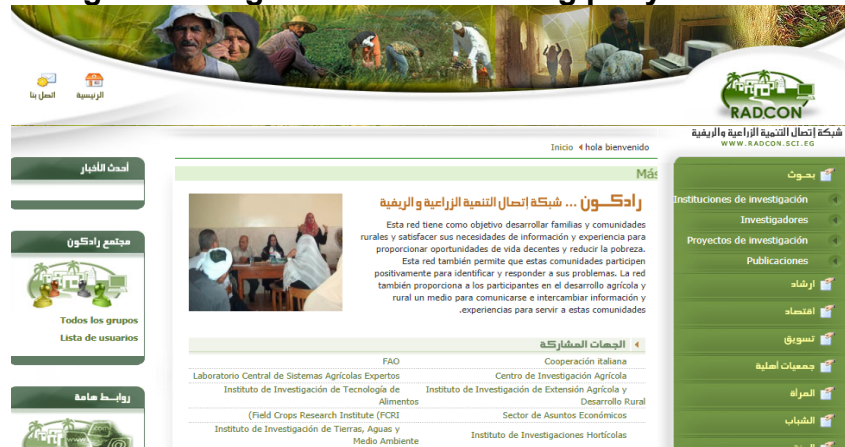 الرئيسية
اتصل بنا
RADCON
شبكة إتصال التنمية الزراعية والريفية
WWW.RADCON.SCI.EG
Inicio
hola bienvenido
Más
أحدث الأخبار
مجتمع رادكون
Todos los grupos
Lista de usuarios
روابــط هامة
رادكـــون ... شبكة إتصال التنمية الزراعية و الريفية
Esta red tiene como objetivo desarrollar familias y comunidades
rurales y satisfacer sus necesidades de información y experiencia para
proporcionar oportunidades de vida decentes y reducir la pobreza.
Esta red también permite que estas comunidades participen
positivamente para identificar y responder a sus problemas. La red
también proporciona a los participantes en el desarrollo agrícola y
rural un medio para comunicarse e intercambiar información y
.experiencias para servir a estas comunidades
الجهات المشاركة
FAO
Cooperación italiana
Laboratorio Central de Sistemas Agrícolas Expertos
Centro de Investigación Agrícola
Instituto de Investigación de Tecnología de
Alimentos
Instituto de Investigación de Extensión Agrícola y
Desarrollo Rural
(Field Crops Research Institute (FCRI
Sector de Asuntos Económicos
Instituto de Investigación de Tierras, Aguas y
Medio Ambiente
Instituto de Investigaciones Hortícolas
بحــوث
Instituciones de investigación
Investigadores
Proyectos de investigación
Publicaciones
ارشاد
اقتصاد
تسويق
جمعيات أهلية
المرأة
الشباب